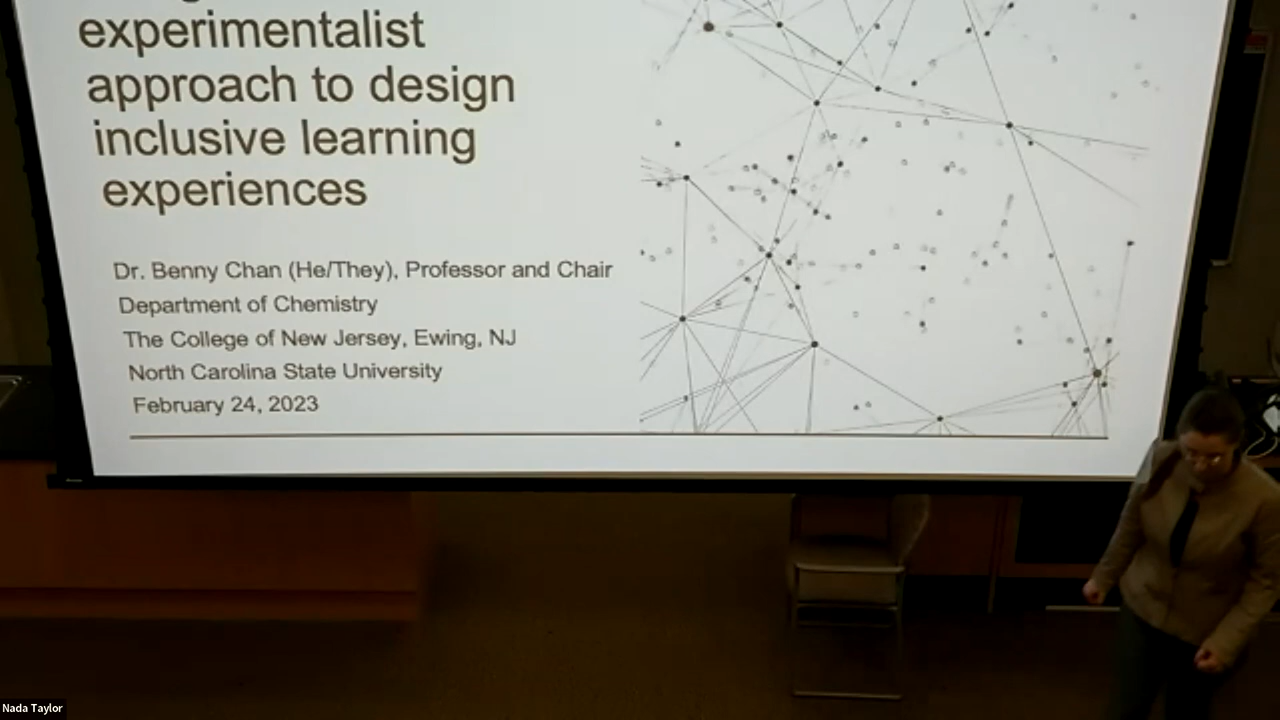 experimentalist
approach to design
inclusive learning
experiences
Dr. Benny Chan (He/They), Professor and Chair
Department of Chemistry
The College of New Jersey, Ewing, NJ
North Carolina State University
February 24, 2023
Nada Taylor